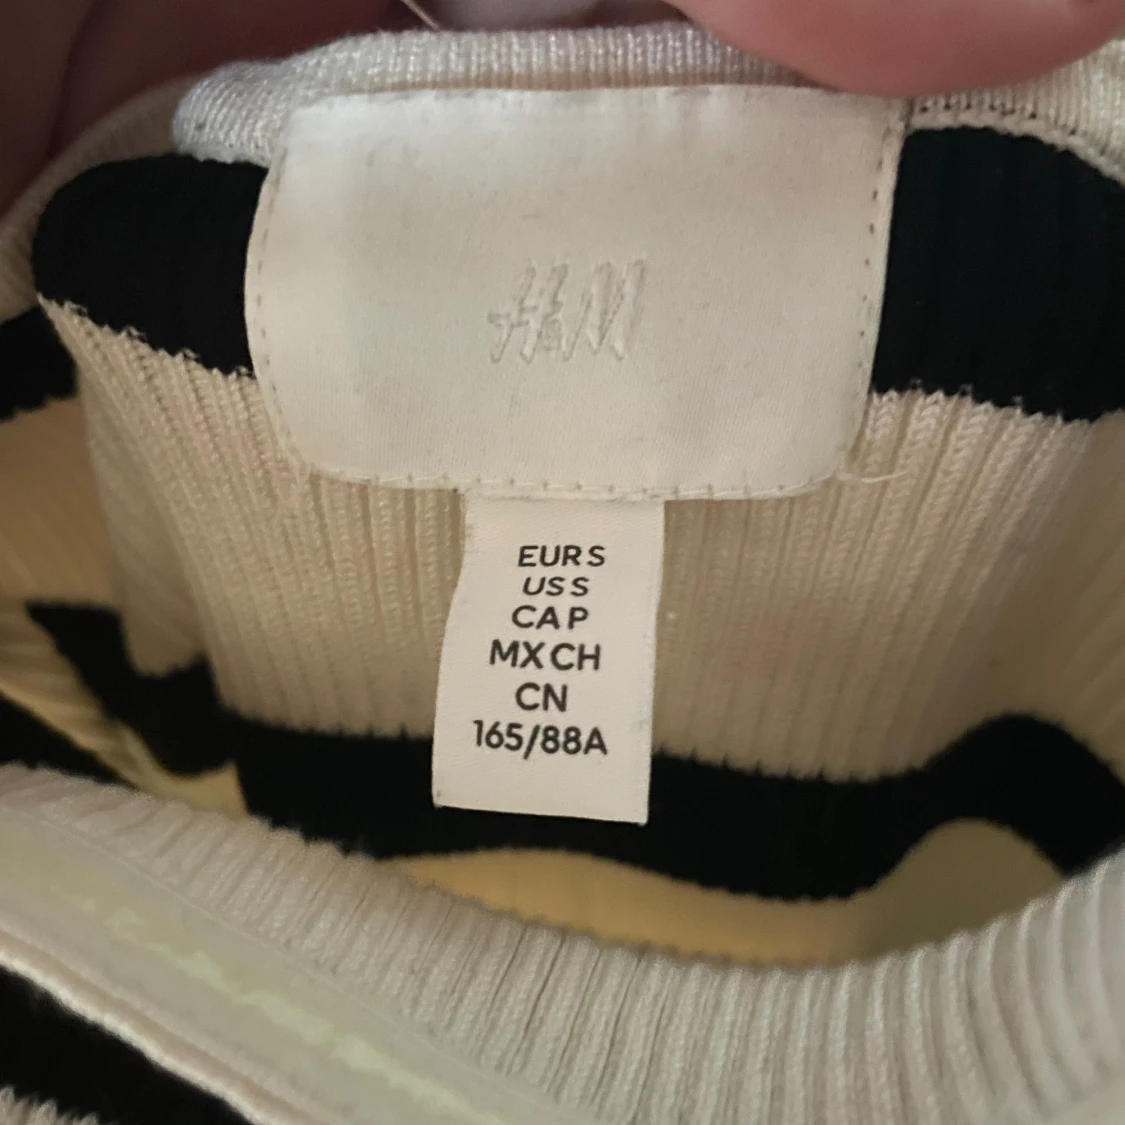 H&M
EUR S
US S
CA P
MX CH
CN
165/88A